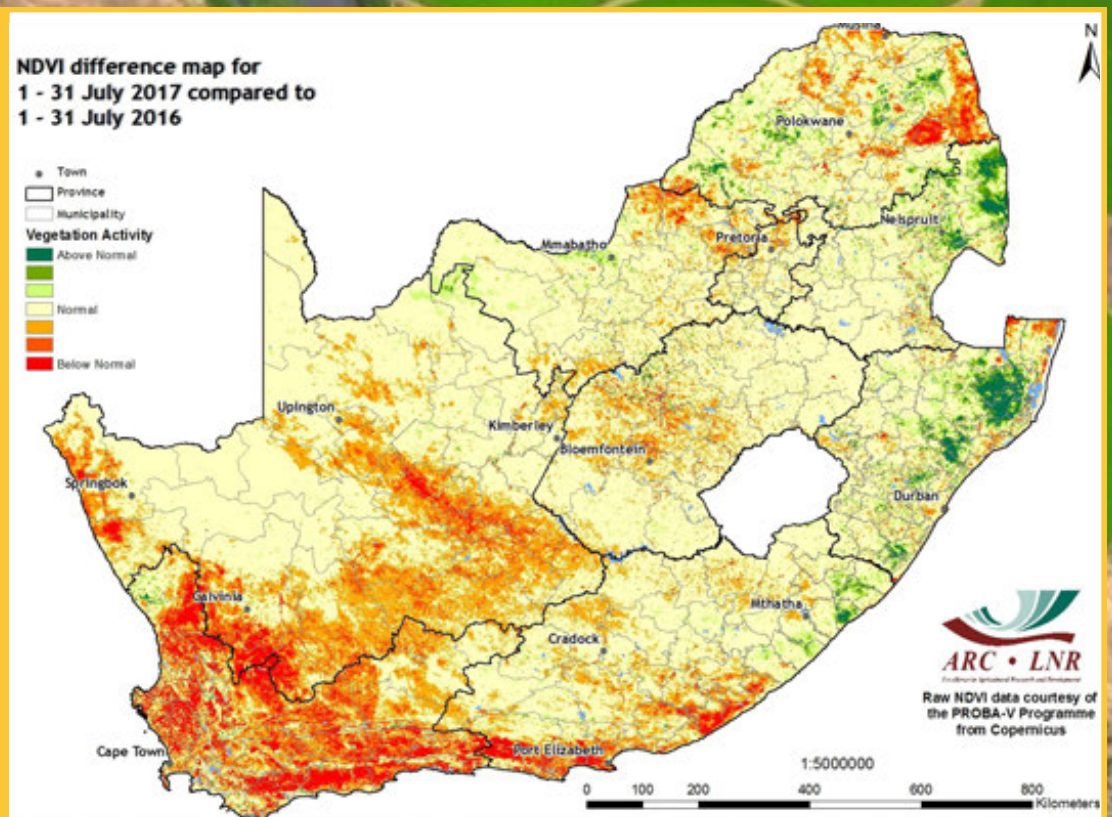 NDVI difference map for
1 - 31 July 2017 compared to
1 - 31 July 2016
Town
Province
Municipality
Vegetation Activity
Above Normal
Normal
Below Normal
N
Musina
Polokwane
Nelspruit
Pretoria
Mmabatho
Upington
Kimberley
Bloemfontein
Springbok
Durban
Calvinia
Mthatha
Cradock
Cape Town
Port Elizabeth
ARC • LNR
Raw NDVI data courtesy of
the PROBA-V Programme
from Copernicus
1:5000000
0 100 200 400 600 800
Kilometers